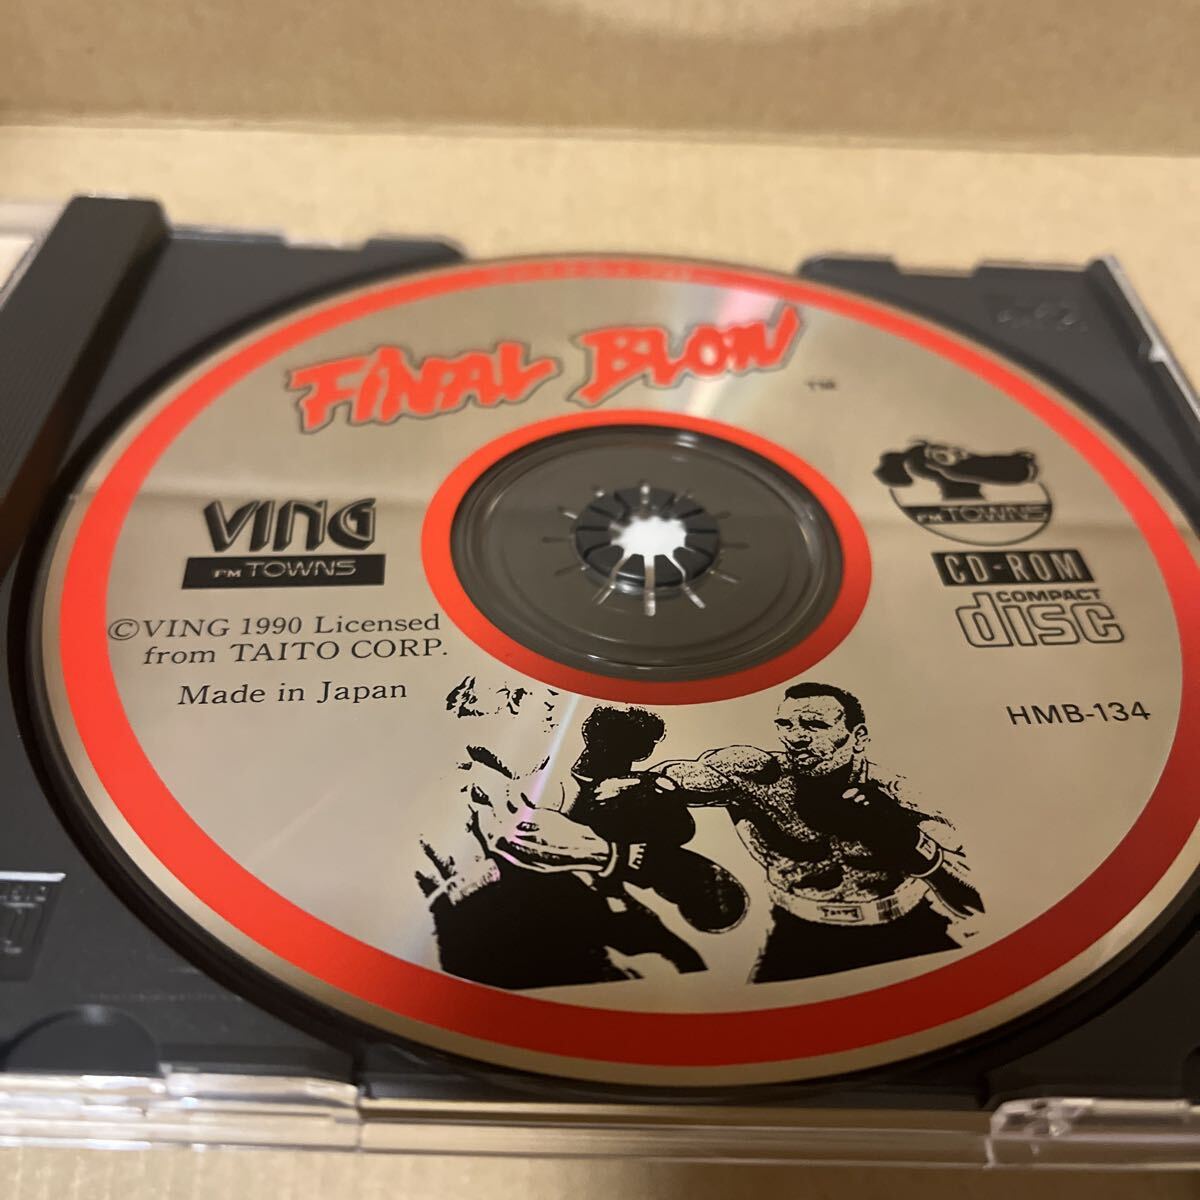 FINAL BLOW
TM
VING
FM TOWNS
©VING 1990 Licensed
from TAITO CORP.
Made in Japan
FM TOWNS
CD-ROM
COMPACT
disc
HMB-134